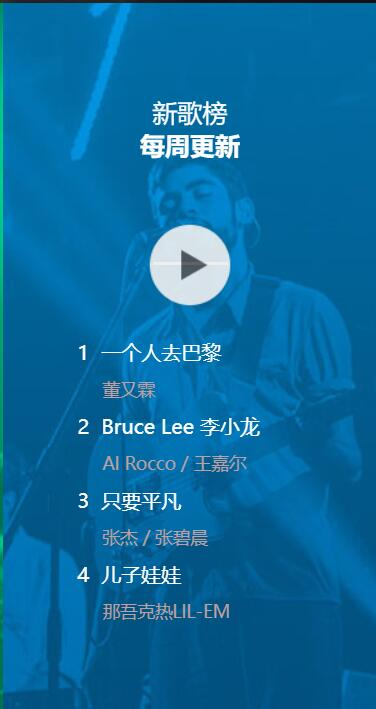 新歌榜
每周更新
1 一个人去巴黎
董又霖
2 Bruce Lee 李小龙
Al Rocco / 王嘉尔
3 只要平凡
张杰 / 张碧晨
4 儿子娃娃
那吾克热LIL-EM